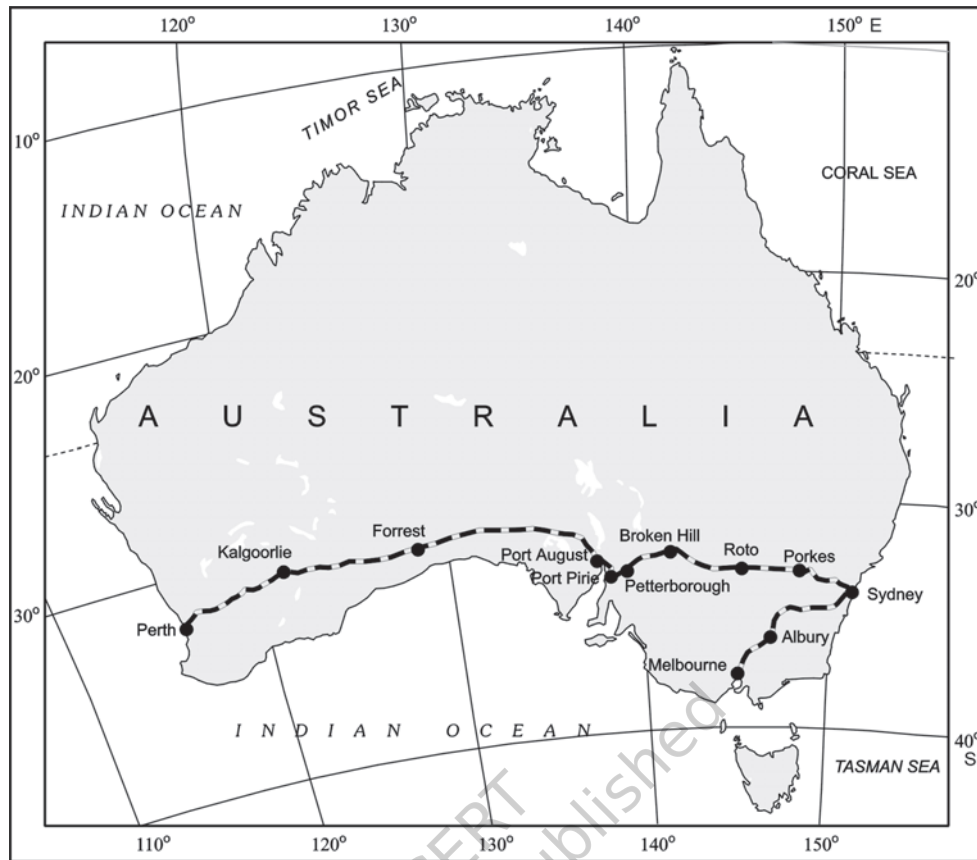 120° 130° 140° 150° E
TIMOR SEA
10°
CORAL SEA
INDIAN OCEAN
20°
20°
A U S T R A L I A
30°
Forrest
Broken Hill
Kalgoorlie
Port August
Roto
Porkes
Port Pirie
Petterborough
Sydney
30°
Perth
Albury
Melbourne
INDIAN OCEAN
40°
S
TASMAN SEA
110° 120° 130° 140° 150°